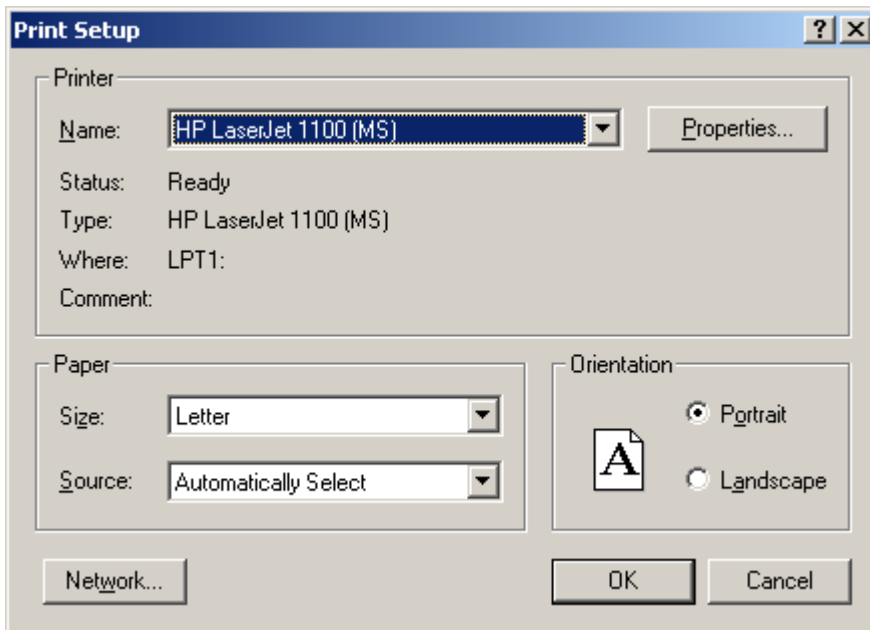 Print Setup
Printer
Name: HP LaserJet 1100 (MS) Properties...
Status: Ready
Type: HP LaserJet 1100 (MS)
Where: LPT1:
Comment:
Paper
Size: Letter
Source: Automatically Select
Orientation
A
Portrait
Landscape
Network... OK Cancel